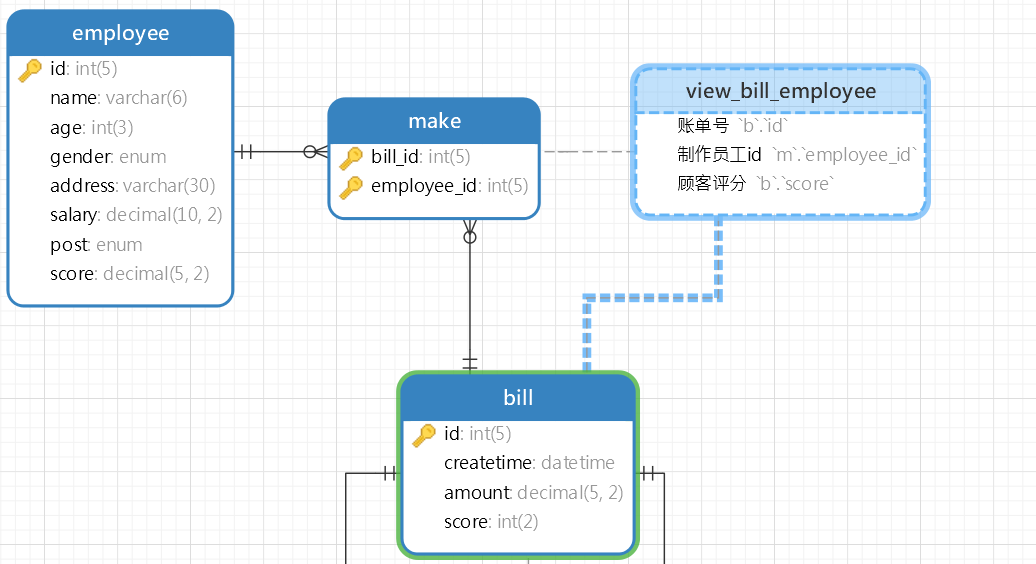 employee
id: int(5)
name: varchar(6)
age: int(3)
gender: enum
address: varchar(30)
salary: decimal(10, 2)
post: enum
score: decimal(5, 2)
make
bill_id: int(5)
employee_id: int(5)
view_bill_employee
账单号 `b`.`id`
制作员工id `m`.`employee_id`
顾客评分 `b`.`score`
bill
id: int(5)
createtime: datetime
amount: decimal(5, 2)
score: int(2)